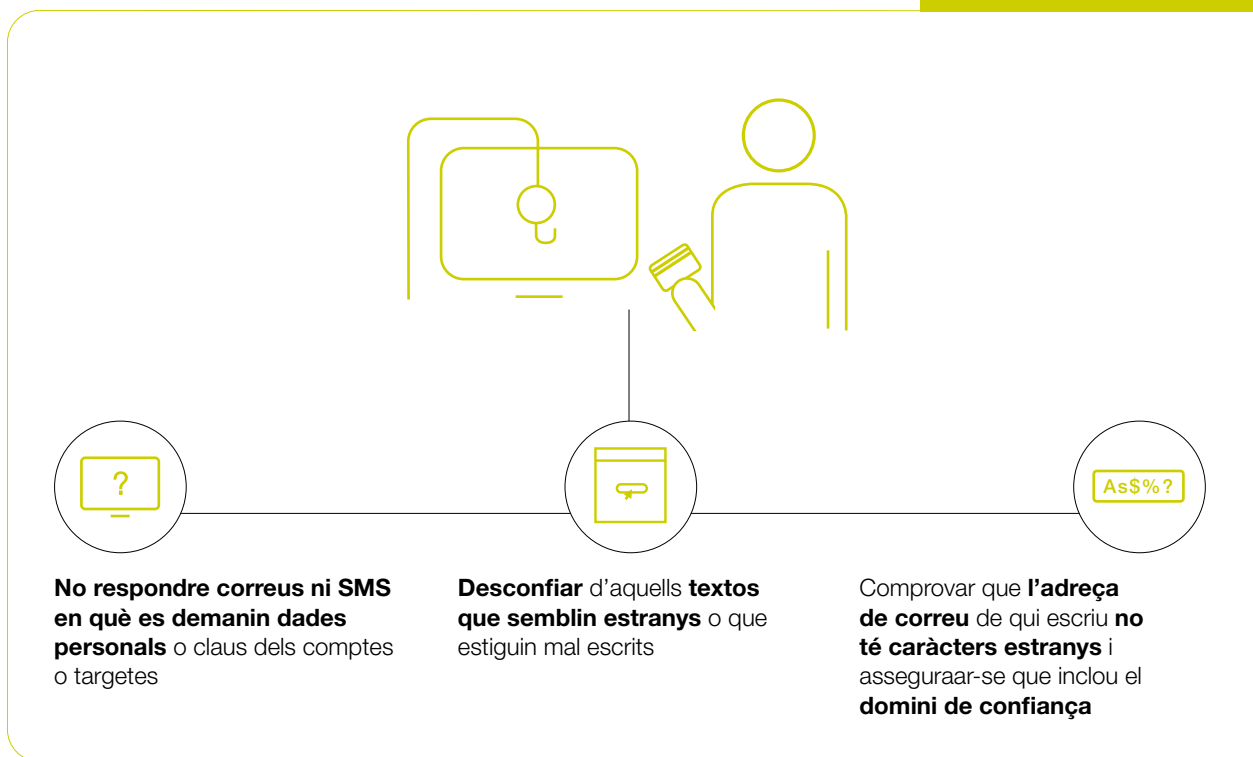 ?
As$%?
No respondre correus ni SMS
en què es demanin dades
personals o claus dels comptes
o targetes
Desconfiar d'aquells textos
que semblin estranys o que
estiguin mal escrits
Comprovar que l'adreça
de correu de qui escriu no
té caràcters estranys i
asseguraar-se que inclou el
domini de confiança